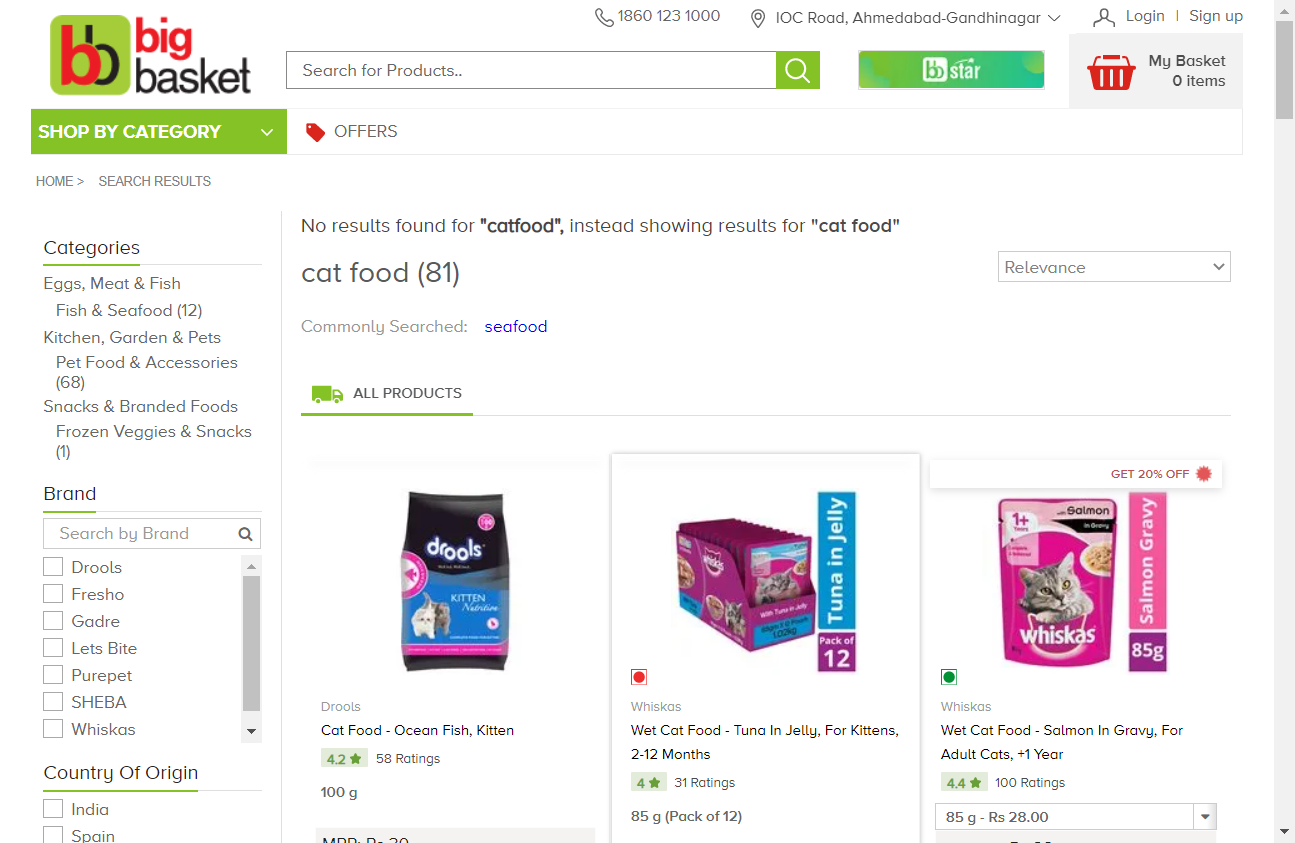 1860 123 1000
IOC Road, Ahmedabad-Gandhinagar
Login | Sign up
bb big basket
Search for Products..
bb star
My Basket
0 items
SHOP BY CATEGORY
OFFERS
HOME > SEARCH RESULTS
No results found for "catfood", instead showing results for "cat food"
cat food (81)
Relevance
Commonly Searched: seafood
ALL PRODUCTS
Categories
Eggs, Meat & Fish
Fish & Seafood (12)
Kitchen, Garden & Pets
Pet Food & Accessories
(68)
Snacks & Branded Foods
Frozen Veggies & Snacks
(1)
Brand
Search by Brand
Drools
Fresho
Gadre
Lets Bite
Purepet
SHEBA
Whiskas
Country Of Origin
India
Spain
drools
KITTEN
Nutrition
Drools
Cat Food - Ocean Fish, Kitten
4.2 58 Ratings
100 g
MRP: Rs 30
whiskas
With Tuna in Jelly
Tuna in Jelly
Pack of
12
Whiskas
Wet Cat Food - Tuna In Jelly, For Kittens,
2-12 Months
4 31 Ratings
85 g (Pack of 12)
GET 20% OFF
1+
Years
Salmon
in Gravy
whiskas
Salmon Gravy
85g
Whiskas
Wet Cat Food - Salmon In Gravy, For
Adult Cats, +1 Year
4.4 100 Ratings
85 g - Rs 28.00